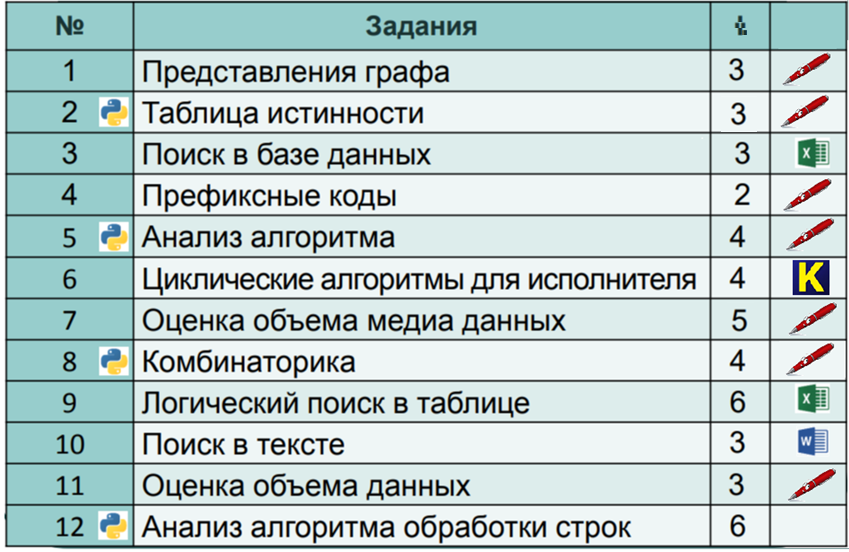 № Задания
1 Представления графа 3
2 Таблица истинности 3
3 Поиск в базе данных 3 X
4 Префиксные коды 2
5 Анализ алгоритма 4
6 Циклические алгоритмы для исполнителя 4 K
7 Оценка объема медиа данных 5
8 Комбинаторика 4
9 Логический поиск в таблице 6 X
10 Поиск в тексте 3 W
11 Оценка объема данных 3
12 Анализ алгоритма обработки строк 6